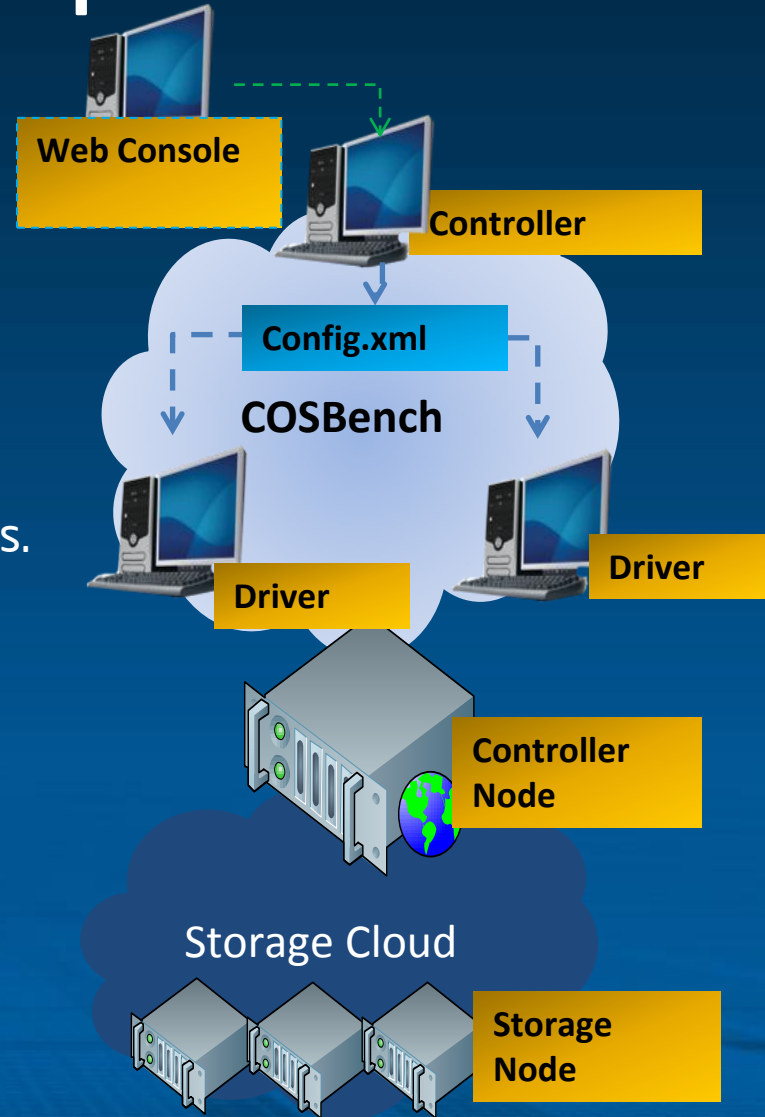 Web Console
Controller
Config.xml
COSBench
s.
Driver
Driver
Controller
Node
Storage Cloud
Storage
Node